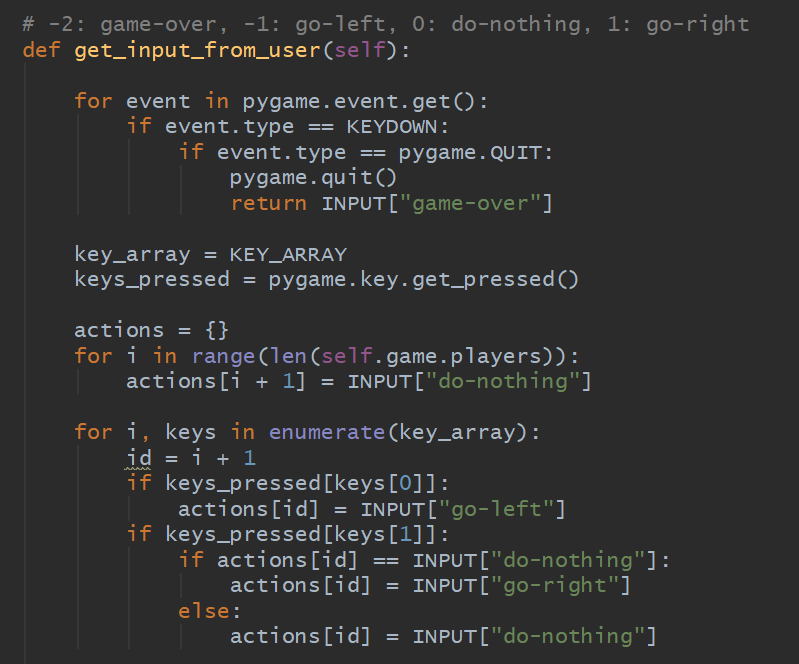 # -2: game-over, -1: go-left, 0: do-nothing, 1: go-right
def get_input_from_user(self):
for event in pygame.event.get():
if event.type == KEYDOWN:
if event.type == pygame.QUIT:
pygame.quit()
return INPUT["game-over"]
key_array = KEY_ARRAY
keys_pressed = pygame.key.get_pressed()
actions = {}
for i in range(len(self.game.players)):
actions[i + 1] = INPUT["do-nothing"]
for i, keys in enumerate(key_array):
id = i + 1
if keys_pressed[keys[0]]:
actions[id] = INPUT["go-left"]
if keys_pressed[keys[1]]:
if actions[id] == INPUT["do-nothing"]:
actions[id] = INPUT["go-right"]
else:
actions[id] = INPUT["do-nothing"]